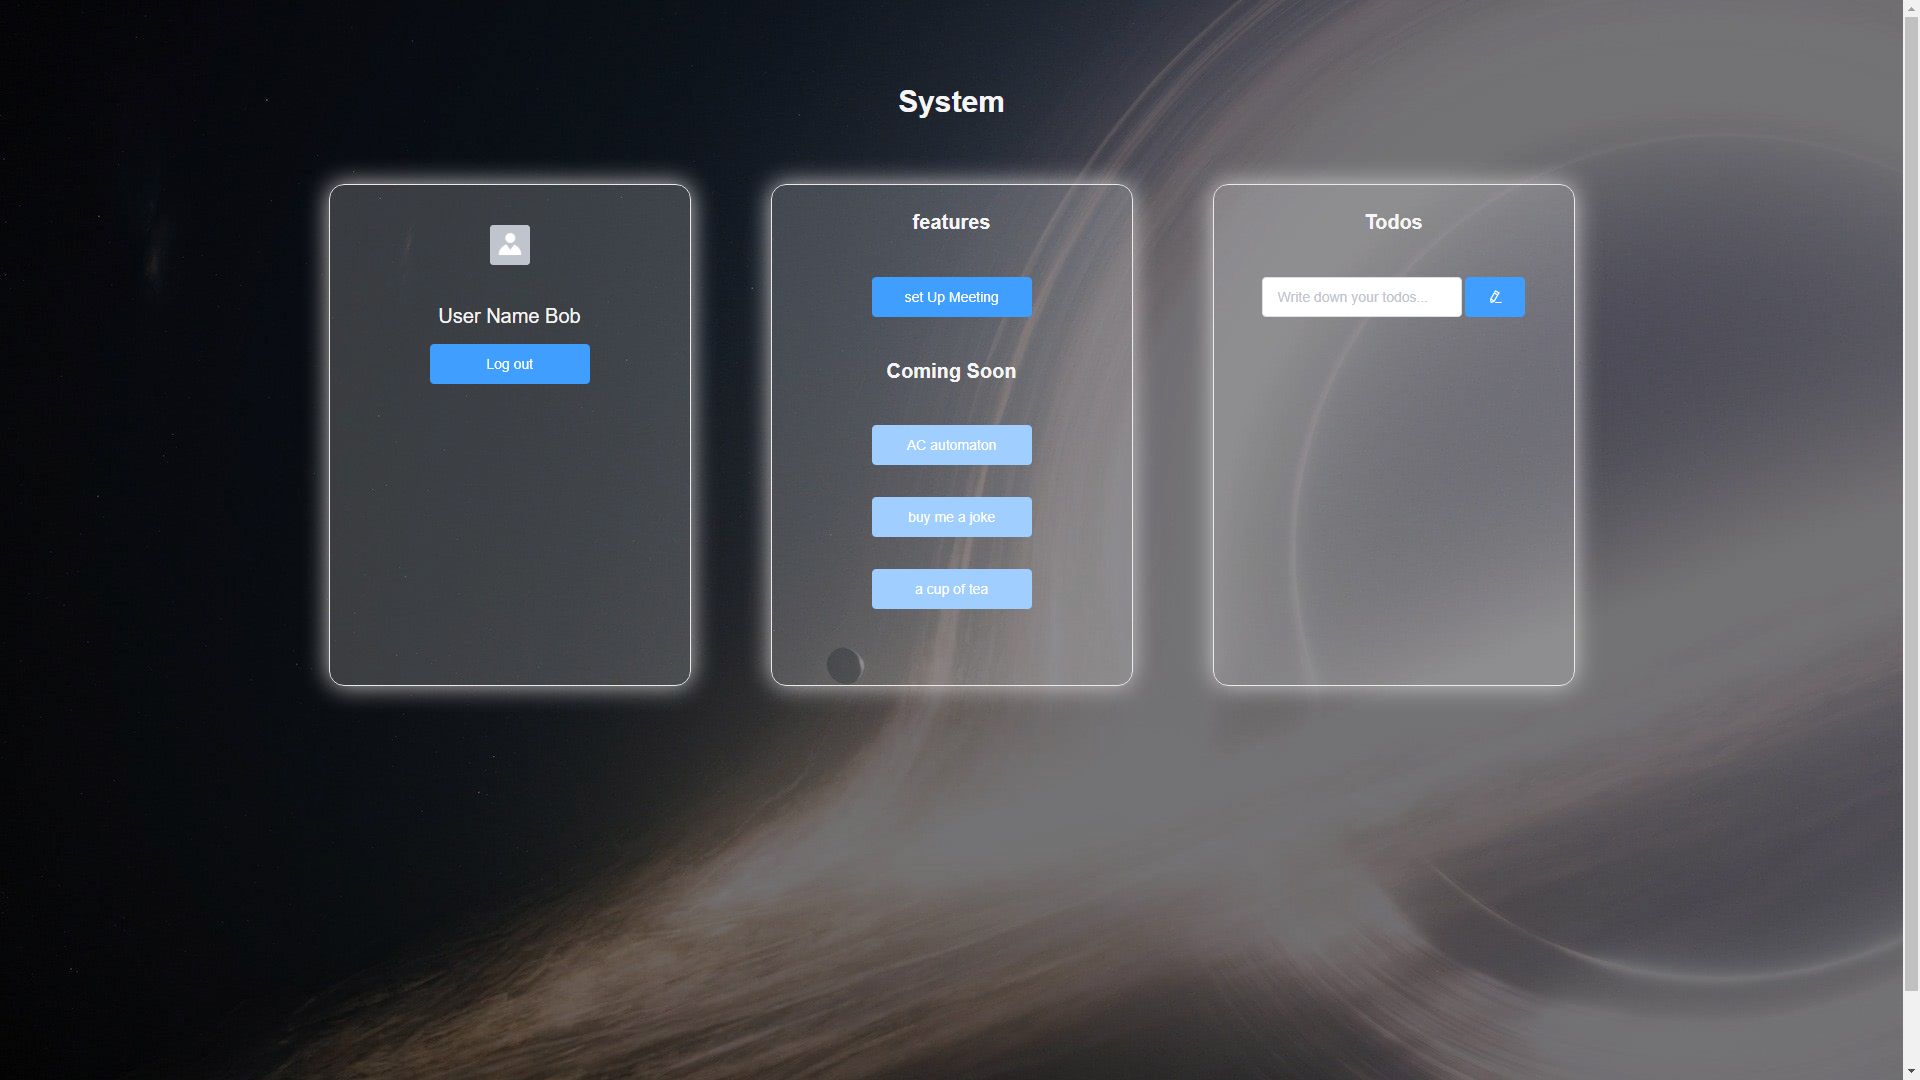 System
User Name Bob
Log out
features
set Up Meeting
Coming Soon
AC automaton
buy me a joke
a cup of tea
Todos
Write down your todos...